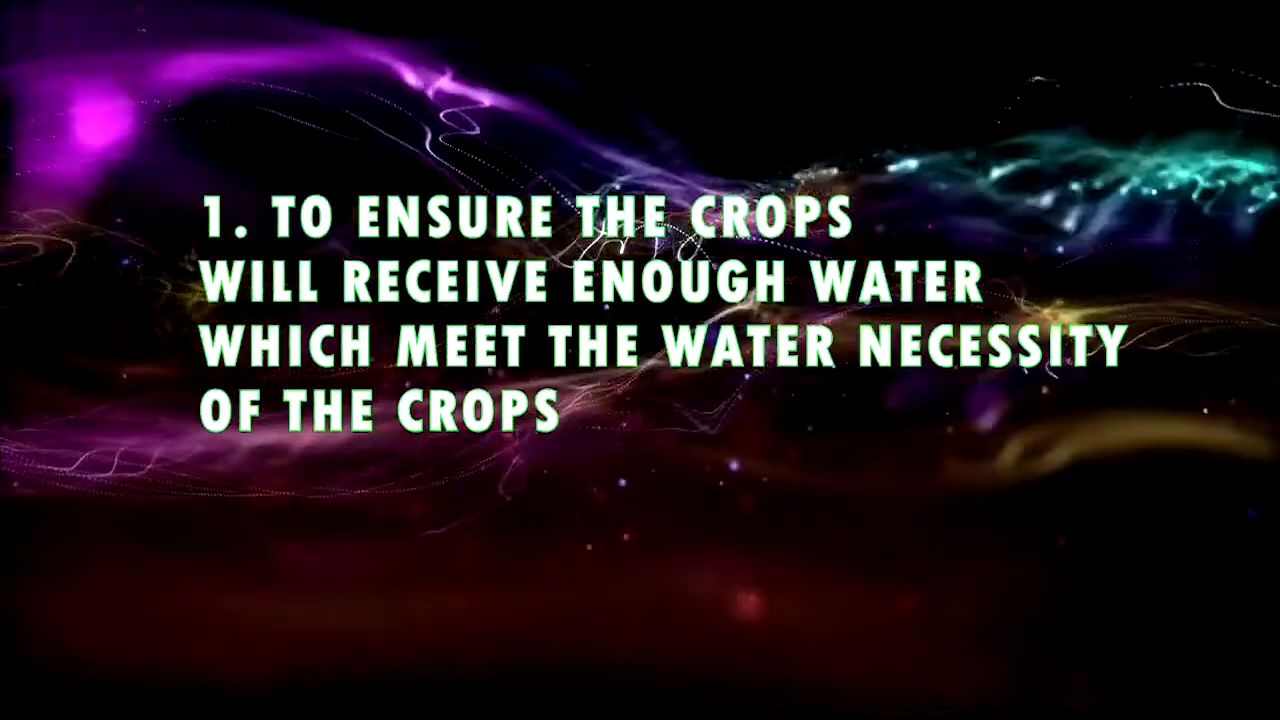 1. TO ENSURE THE CROPS
WILL RECEIVE ENOUGH WATER
WHICH MEET THE WATER NECESSITY
OF THE CROPS